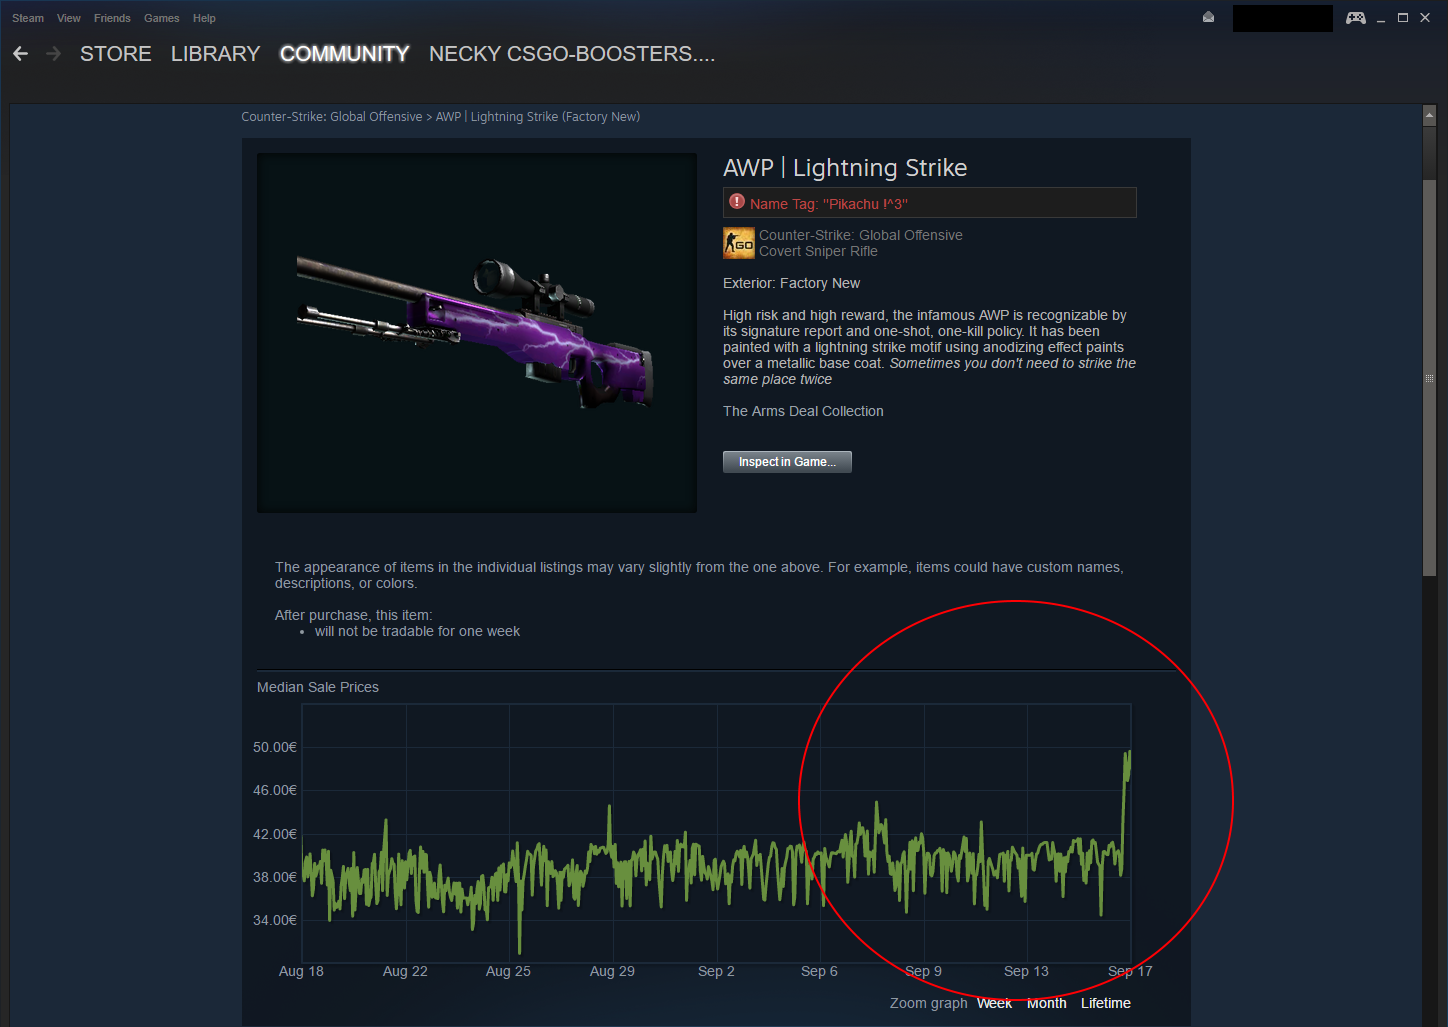 Steam View Friends Games Help
STORE LIBRARY COMMUNITY NECKY CSGO-BOOSTERS....
Counter-Strike: Global Offensive > AWP | Lightning Strike (Factory New)
AWP | Lightning Strike
Name Tag: ''Pikachu !^3''
GO
Counter-Strike: Global Offensive
Covert Sniper Rifle
Exterior: Factory New
High risk and high reward, the infamous AWP is recognizable by
its signature report and one-shot, one-kill policy. It has been
painted with a lightning strike motif using anodizing effect paints
over a metallic base coat. Sometimes you don't need to strike the
same place twice
The Arms Deal Collection
Inspect in Game...
The appearance of items in the individual listings may vary slightly from the one above. For example, items could have custom names,
descriptions, or colors.
After purchase, this item:
• will not be tradable for one week
Median Sale Prices
50.00€
46.00€
42.00€
38.00€
34.00€
Aug 18 Aug 22 Aug 25 Aug 29 Sep 2 Sep 6 Sep 9 Sep 13 Sep 17
Zoom graph Week Month Lifetime